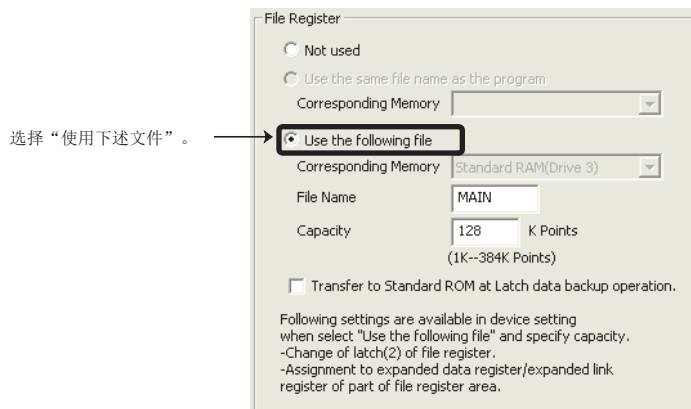 File Register
Not used
Use the same file name as the program
Corresponding Memory
选择“使用下述文件”。
Use the following file
Corresponding Memory Standard RAM(Drive 3)
File Name MAIN
Capacity 128 K Points
(1K--384K Points)
Transfer to Standard ROM at Latch data backup operation.
Following settings are available in device setting
when select "Use the following file" and specify capacity.
-Change of latch(2) of file
register.
-Assignment to expanded data register/expanded link
register of part of file register area.